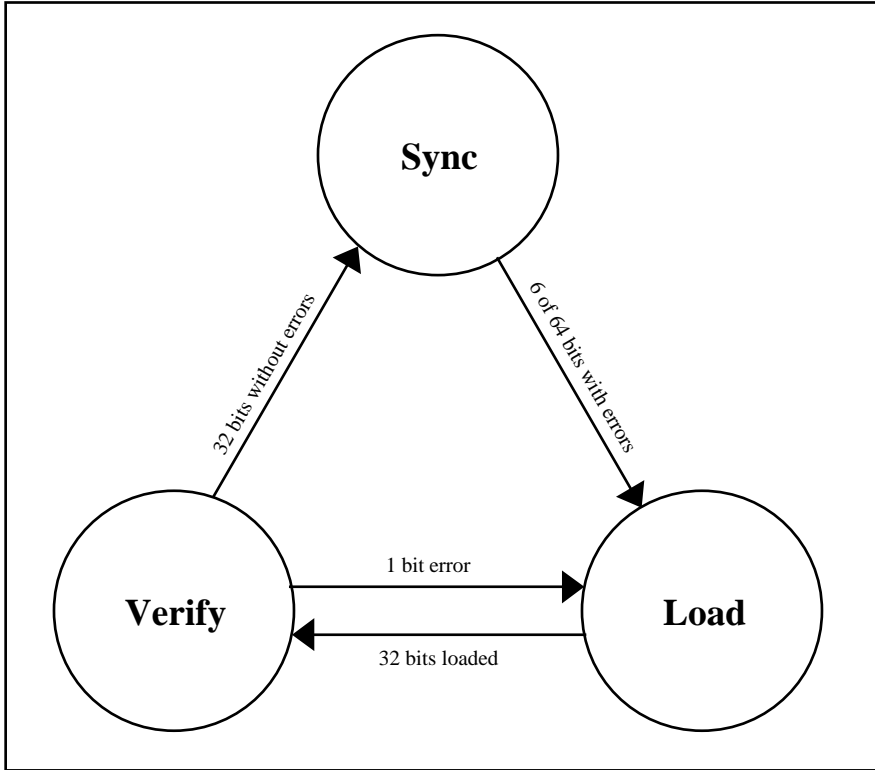 Sync
32 bits without errors
6 of 64 bits with errors
1 bit error
Verify
Load
32 bits loaded